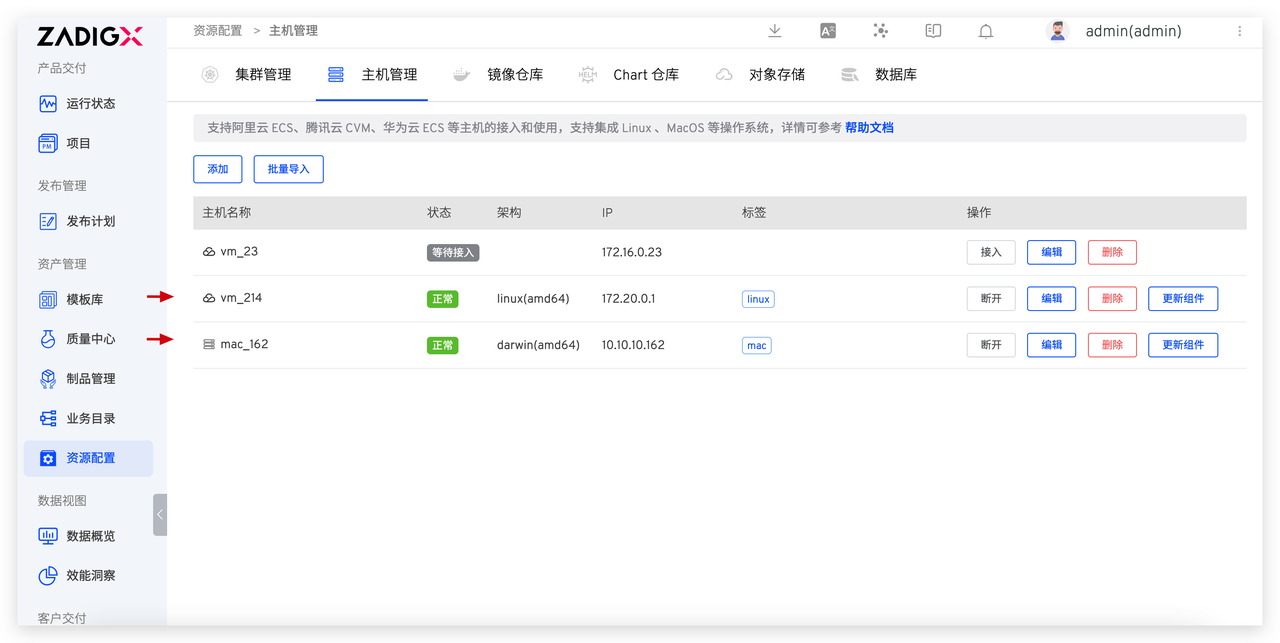 ZADIGX
产品交付
运行状态
项目
发布管理
发布计划
资产管理
模板库
质量中心
制品管理
业务目录
资源配置
数据视图
数据概览
效能洞察
客户交付
资源配置 > 主机管理
admin(admin)
集群管理 主机管理 镜像仓库 Chart 仓库 对象存储 数据库
支持阿里云 ECS、腾讯云 CVM、华为云 ECS 等主机的接入和使用，支持集成 Linux 、MacOS 等操作系统，详情可参考 帮助文档
添加 批量导入
主机名称 状态 架构 IP 标签 操作
vm_23 等待接入 172.16.0.23 接入 编辑 删除
vm_214 正常 linux(amd64) 172.20.0.1 linux 断开 编辑 删除 更新组件
mac_162 正常 darwin(amd64) 10.10.10.162 mac 断开 编辑 删除 更新组件